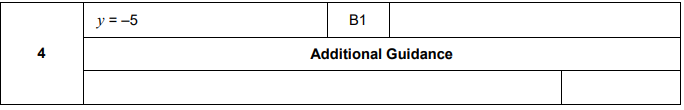 y = –5 B1
4
Additional Guidance